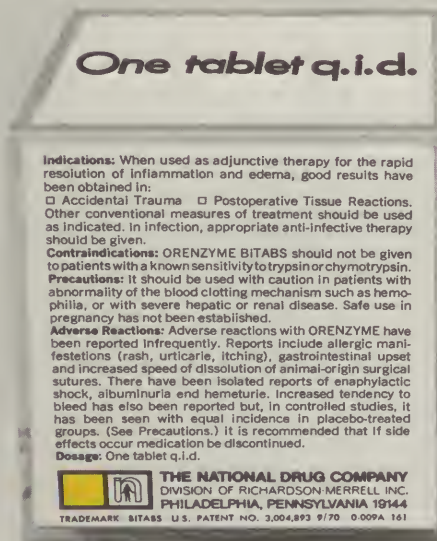 One tablet q.i.d.
Indications: When used as adjunctive therapy for the rapid
resolution of inflammation and edema, good results have
been obtained in:
□ Accidental Trauma □ Postoperative Tissue Reactions.
Other conventional measures of treatment should be used
as indicated. In infection, appropriate anti-infective therapy
should be given.
Contraindications: ORENZYME BITABS should not be given
to patients with a known sensitivity to trypsin or chymotrypsin.
Precautions: It should be used with caution in patients with
abnormality of the blood clotting mechanism such as hemo-
philia, or with severe hepatic or renal disease. Safe use in
pregnancy has not been established.
Adverse Reactions: Adverse reactions with ORENZYME have
been reported infrequently. Reports include allergic mani-
festetions (rash, urticarie, itching), gastrointestinal upset
and increased speed of dissolution of animal-origin surgical
sutures. There have been isolated reports of enaphylactic
shock, albuminuria end hemeturie. Increased tendency to
bleed has elso been reported but, in controlled studies, it
has been seen with equal incidence in placebo-treated
groups. (See Precautions.) it is recommended that if side
effects occur medication be discontinued.
Dosage: One tablet q.i.d.
THE NATIONAL DRUG COMPANY
DIVISION OF RICHARDSON-MERRELL INC.
PHILADELPHIA, PENNSYLVANIA 19144
TRADEMARK BITABS U.S. PATENT NO. 3,004,893 9/70 0-009A 161